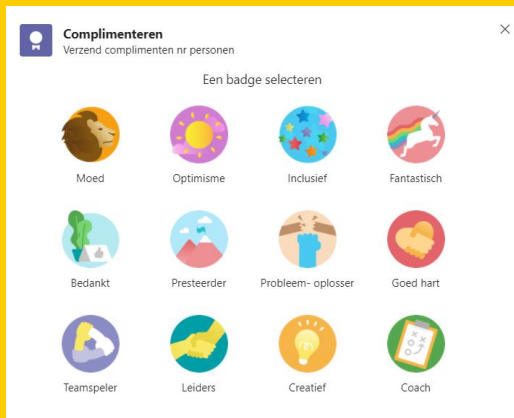 Complimenteren
Verzend complimenten nr personen
Een badge selecteren
Moed
Optimisme
Inclusief
Fantastisch
Bedankt
Presteerder
Probleem- oplosser
Goed hart
Teamspeler
Leiders
Creatief
Coach